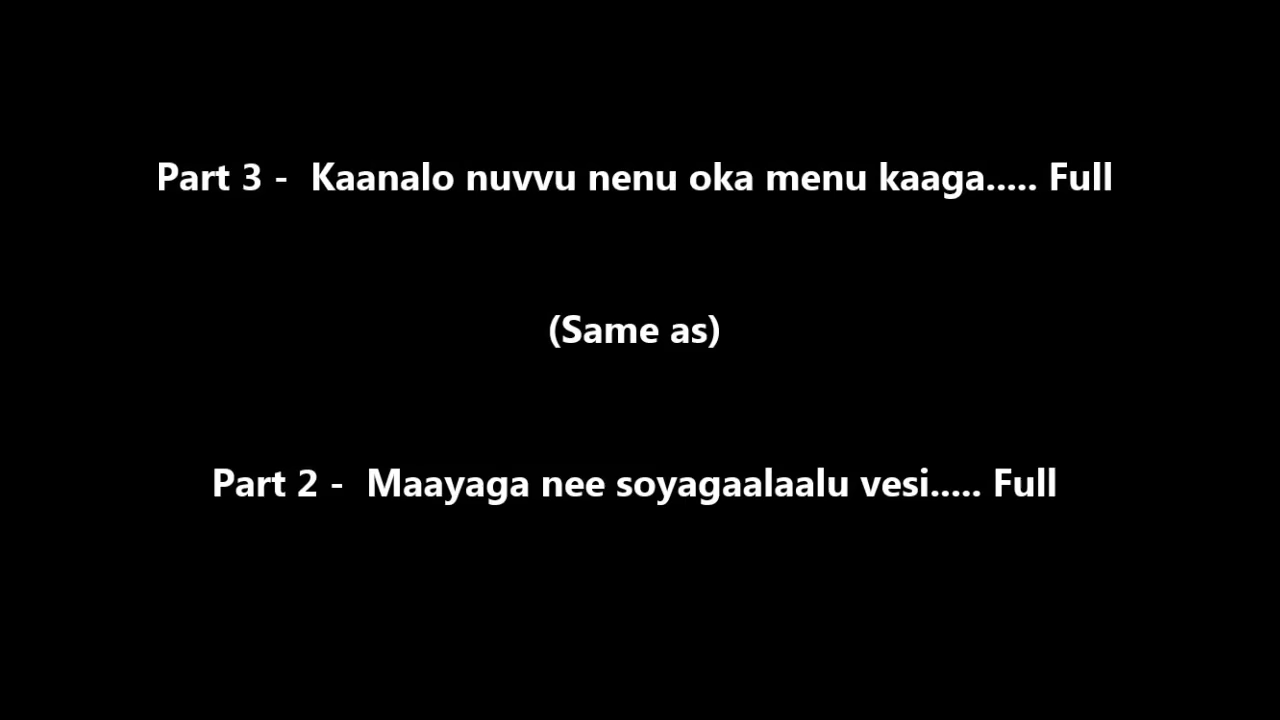 Part 3 -  Kaanalo nuvvu nenu oka menu kaaga..... Full
(Same as)
Part 2 -  Maayaga nee soyagaalaalu vesi..... Full